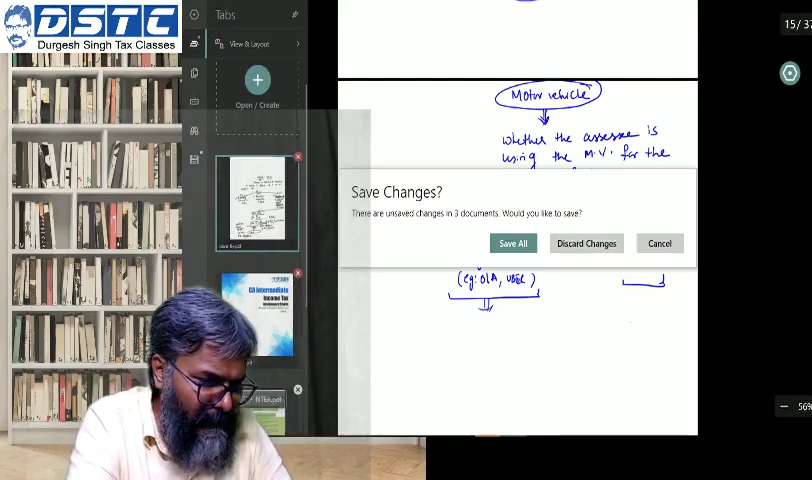 DSTC
Durgesh Singh Tax Classes
Tabs
View & Layout
Open / Create
CA Intermediate
Income Tax
NTER.pdf
15/37
Motor vehicle
Whether the assessee is
using the M.V. for the
Save Changes?
There are unsaved changes in 3 documents. Would you like to save?
Save All
Discard Changes
Cancel
(eg: OLA, UBER)
56%